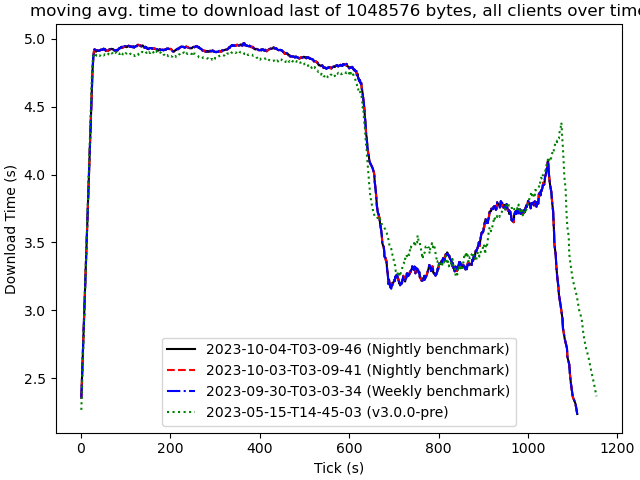 moving avg. time to download last of 1048576 bytes, all clients over time
5.0
4.5
4.0
3.5
3.0
2.5
Download Time (s)
2023-10-04-T03-09-46 (Nightly benchmark)
2023-10-03-T03-09-41 (Nightly benchmark)
2023-09-30-T03-03-34 (Weekly benchmark)
2023-05-15-T14-45-03 (v3.0.0-pre)
0 200 400 600 800 1000 1200
Tick (s)